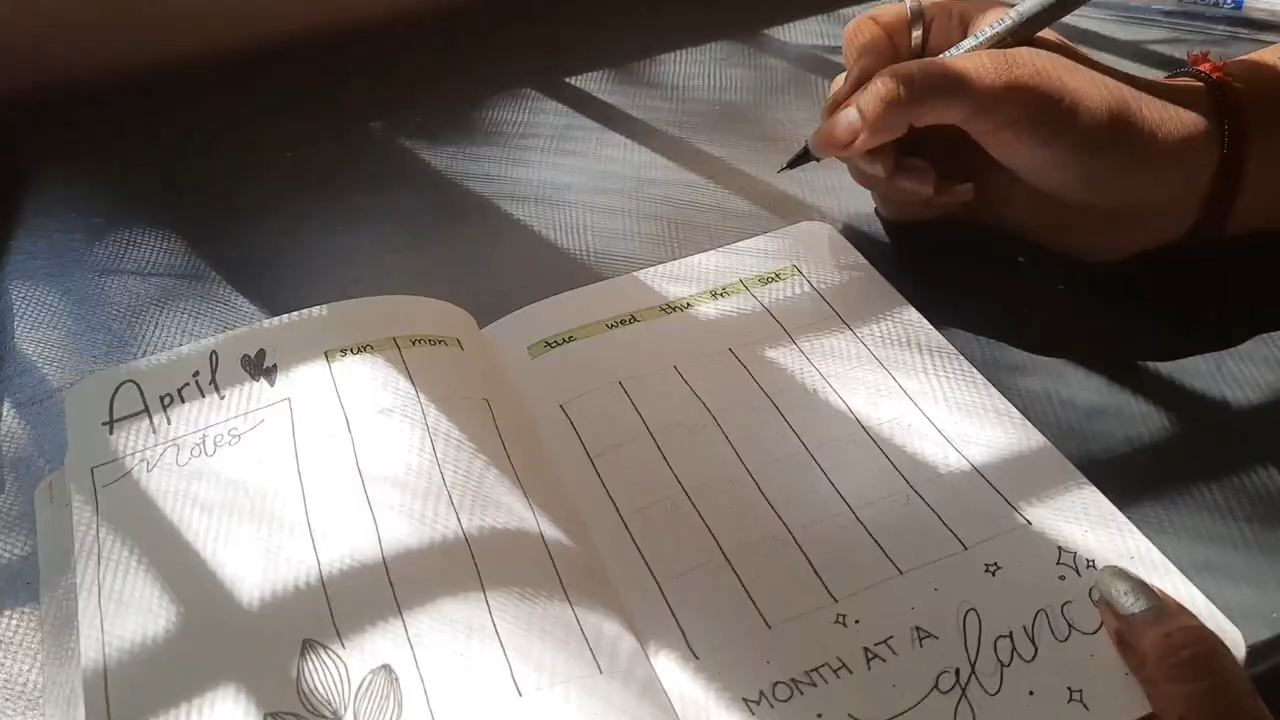 April
Notes
sun mon
tue wed thu fri sat
MONTH AT A
glance